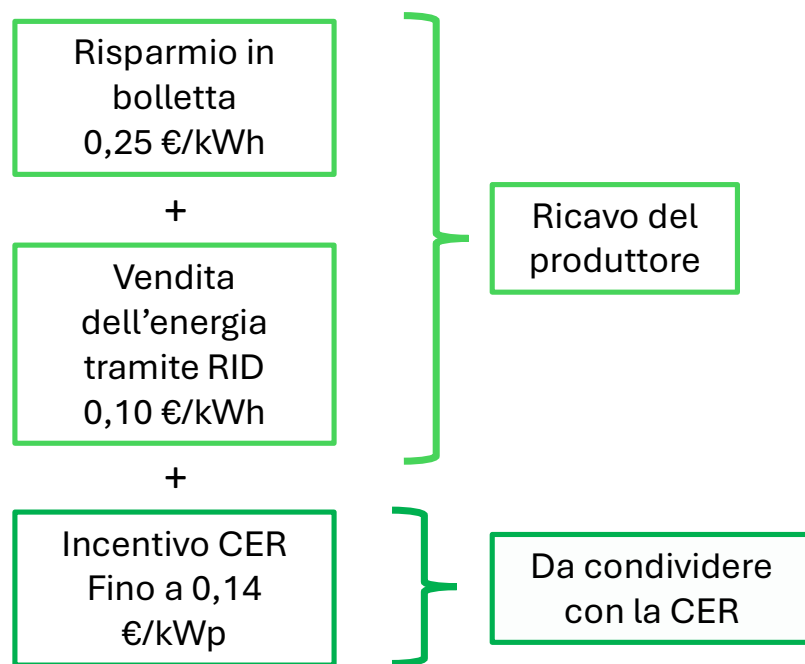 Risparmio in
bolletta
0,25 €/kWh
+
Vendita
dell’energia
tramite RID
0,10 €/kWh
+
Incentivo CER
Fino a 0,14
€/kWp
Ricavo del
produttore
Da condividere
con la CER